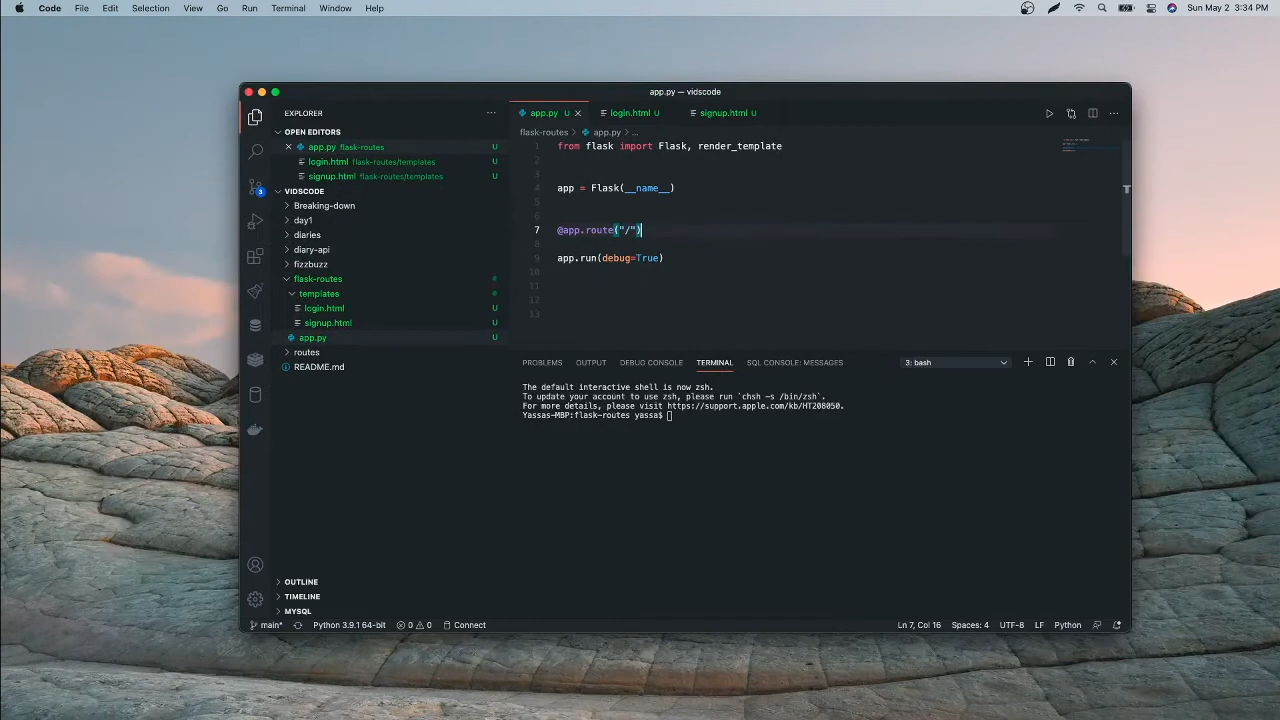 Code File Edit Selection View Go Run Terminal Window Help
Sun May 2 3:34 PM
app.py — vidscode
EXPLORER
OPEN EDITORS
app.py flask-routes U
login.html flask-routes/templates U
signup.html flask-routes/templates U
VIDSCODE
Breaking-down
day1
diaries
diary-api
fizzbuzz
flask-routes
templates
login.html U
signup.html U
app.py U
routes
README.md
OUTLINE
TIMELINE
MYSQL
3
app.py U login.html U signup.html U
flask-routes > app.py > ...
1 from flask import Flask, render_template
2
3
4 app = Flask(__name__)
5
6
7 @app.route("/")
8
9 app.run(debug=True)
10
11
12
13
PROBLEMS OUTPUT DEBUG CONSOLE TERMINAL SQL CONSOLE: MESSAGES 3: bash
The default interactive shell is now zsh.
To update your account to use zsh, please run `chsh -s /bin/zsh`.
For more details, please visit https://support.apple.com/kb/HT208050.
Yassas-MBP:flask-routes yassa$
main* Python 3.9.1 64-bit 0 0 Connect Ln 7, Col 16 Spaces: 4 UTF-8 LF Python